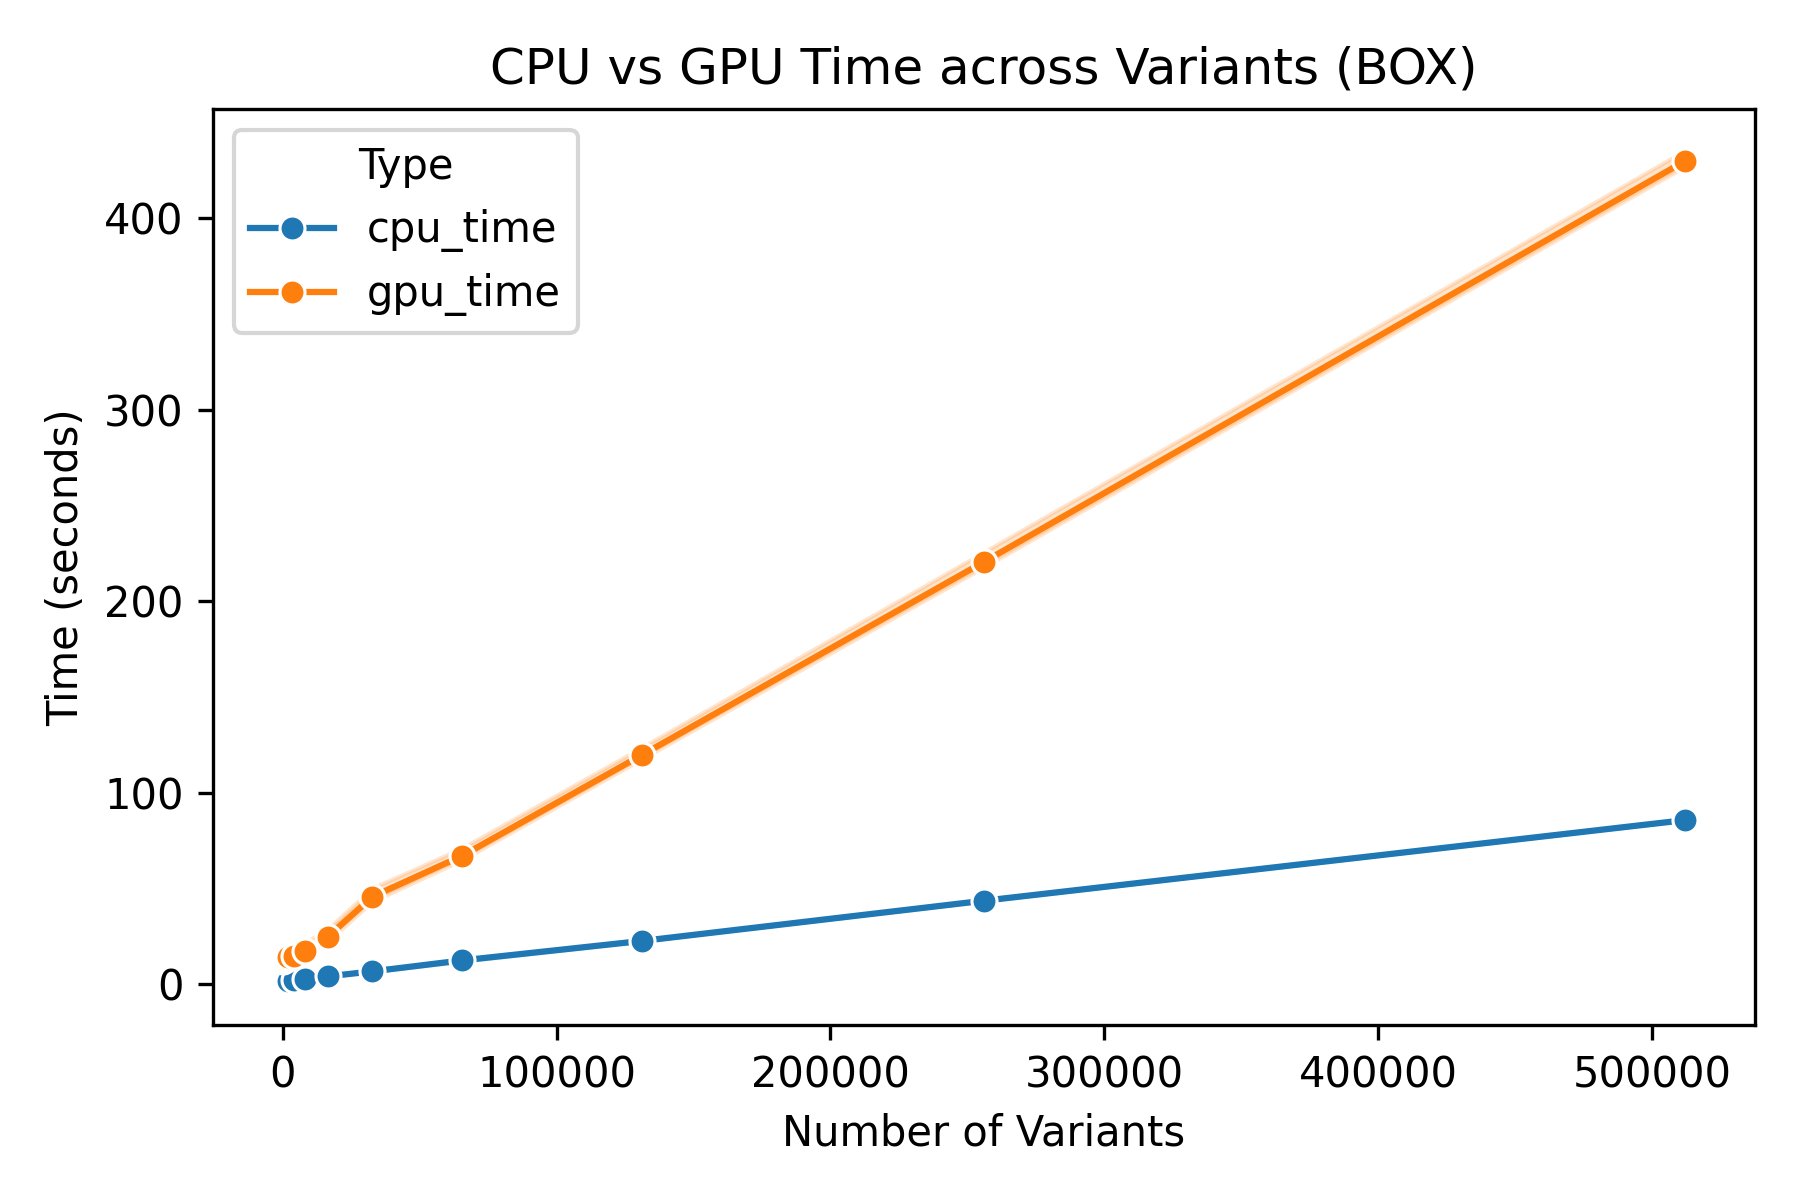 CPU vs GPU Time across Variants (BOX)
Type
cpu_time
gpu_time
Time (seconds)
400
300
200
100
0
0 100000 200000 300000 400000 500000
Number of Variants